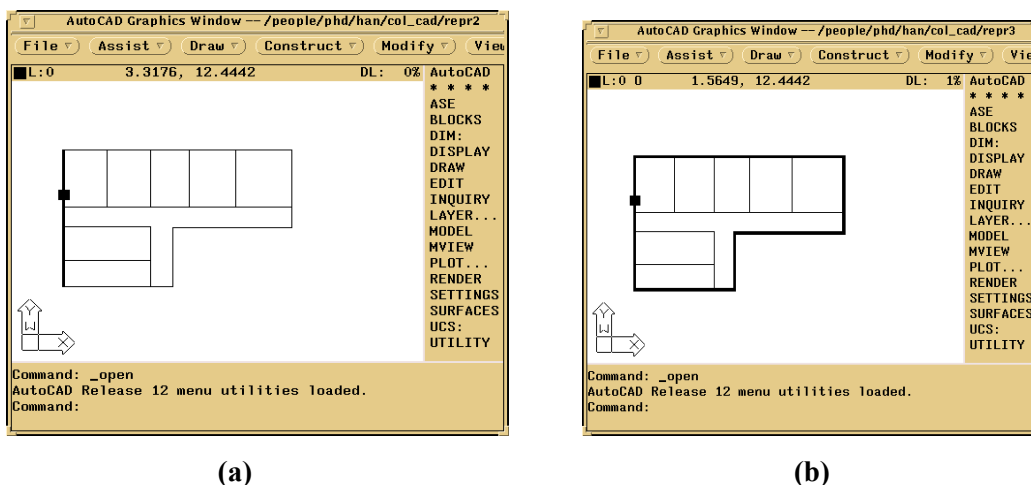 AutoCAD Graphics Window -- /people/phd/han/col_cad/repr2
File Assist Draw Construct Modify View
L:0 3.3176, 12.4442 DL: 0% AutoCAD
* * * *
ASE
BLOCKS
DIM:
DISPLAY
DRAW
EDIT
INQUIRY
LAYER...
MODEL
MVIEW
PLOT...
RENDER
SETTINGS
SURFACES
UCS:
UTILITY
Y
W
X
Command: _open
AutoCAD Release 12 menu utilities loaded.
Command:
(a)
AutoCAD Graphics Window -- /people/phd/han/col_cad/repr3
File Assist Draw Construct Modify Vie
L:0 0 1.5649, 12.4442 DL: 1% AutoCAD
* * * *
ASE
BLOCKS
DIM:
DISPLAY
DRAW
EDIT
INQUIRY
LAYER...
MODEL
MVIEW
PLOT...
RENDER
SETTINGS
SURFACES
UCS:
UTILITY
Y
W
X
Command: _open
AutoCAD Release 12 menu utilities loaded.
Command:
(b)